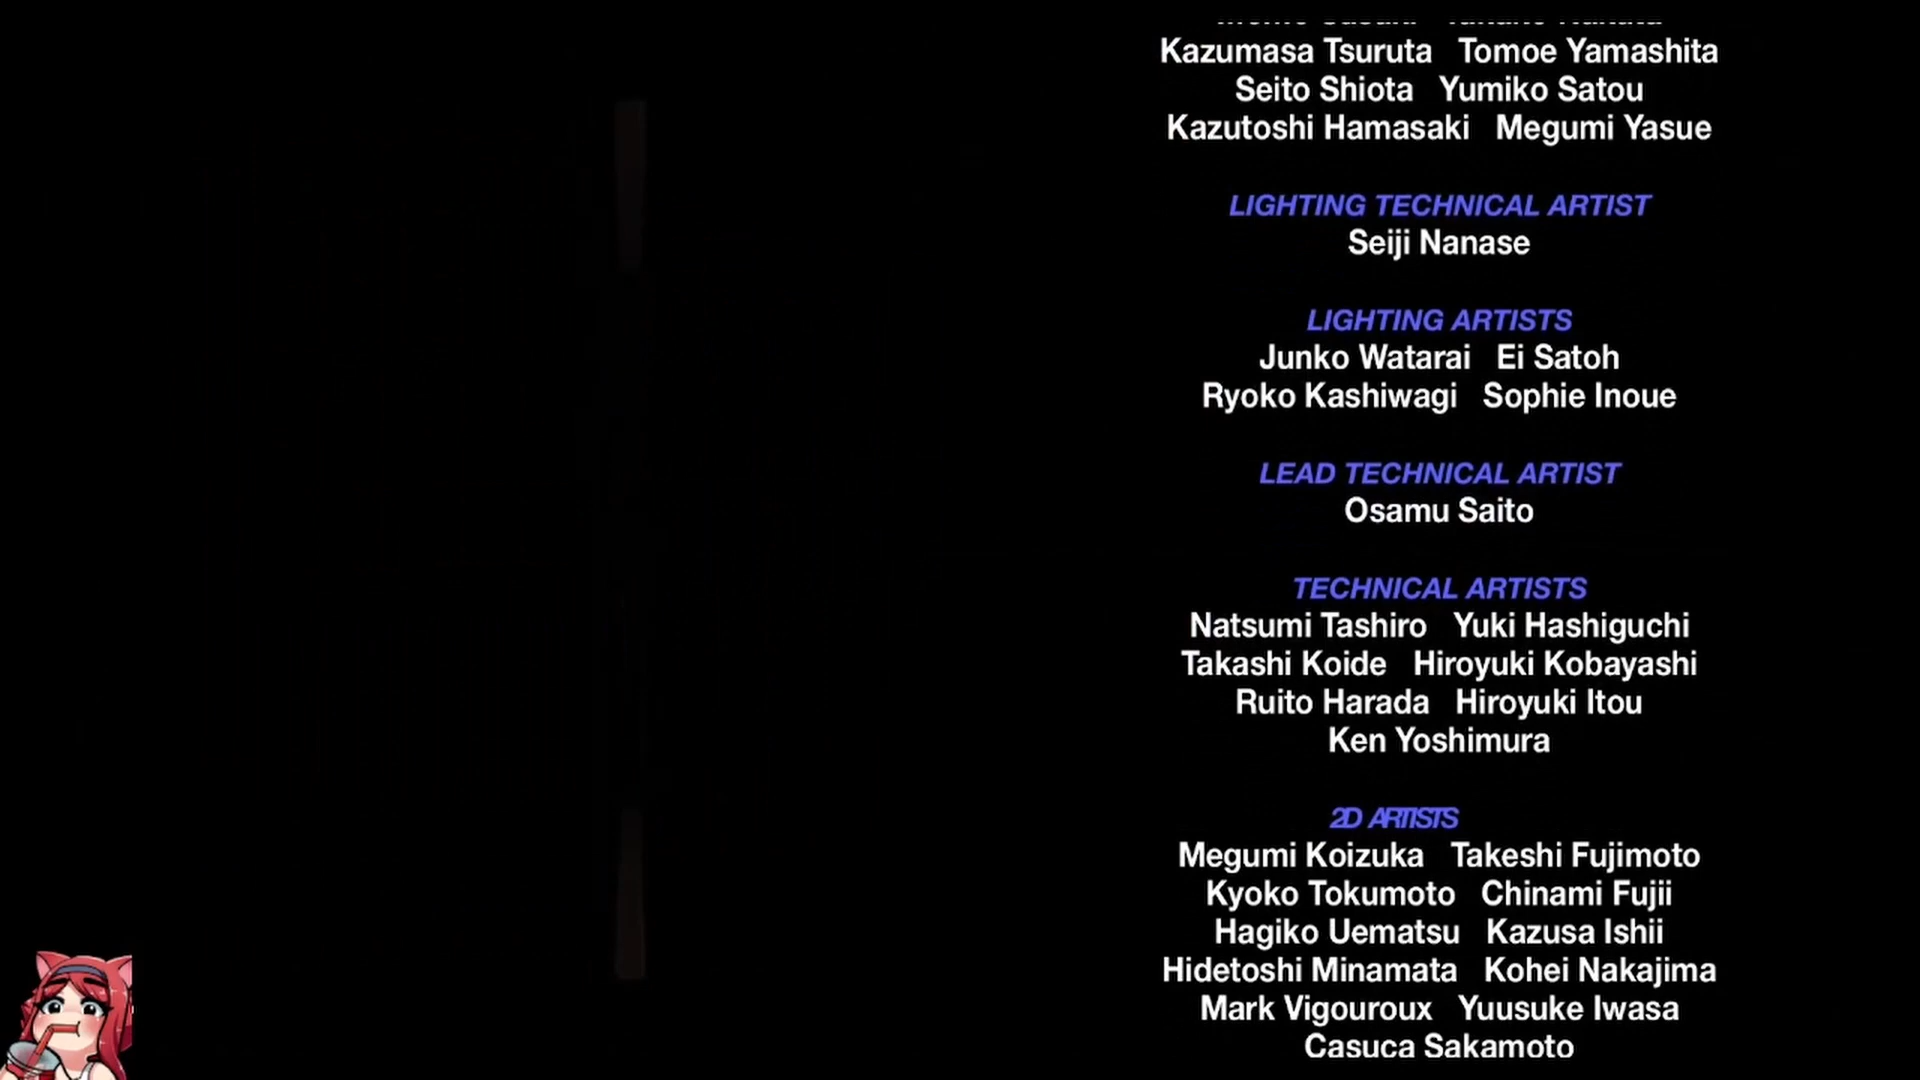 Kazumasa Tsuruta Tomoe Yamashita
Seito Shiota Yumiko Satou
Kazutoshi Hamasaki Megumi Yasue
LIGHTING TECHNICAL ARTIST
Seiji Nanase
LIGHTING ARTISTS
Junko Watarai Ei Satoh
Ryoko Kashiwagi Sophie Inoue
LEAD TECHNICAL ARTIST
Osamu Saito
TECHNICAL ARTISTS
Natsumi Tashiro Yuki Hashiguchi
Takashi Koide Hiroyuki Kobayashi
Ruito Harada Hiroyuki Itou
Ken Yoshimura
2D ARTISTS
Megumi Koizuka Takeshi Fujimoto
Kyoko Tokumoto Chinami Fujii
Hagiko Uematsu Kazusa Ishii
Hidetoshi Minamata Kohei Nakajima
Mark Vigouroux Yuusuke Iwasa
Casuca Sakamoto